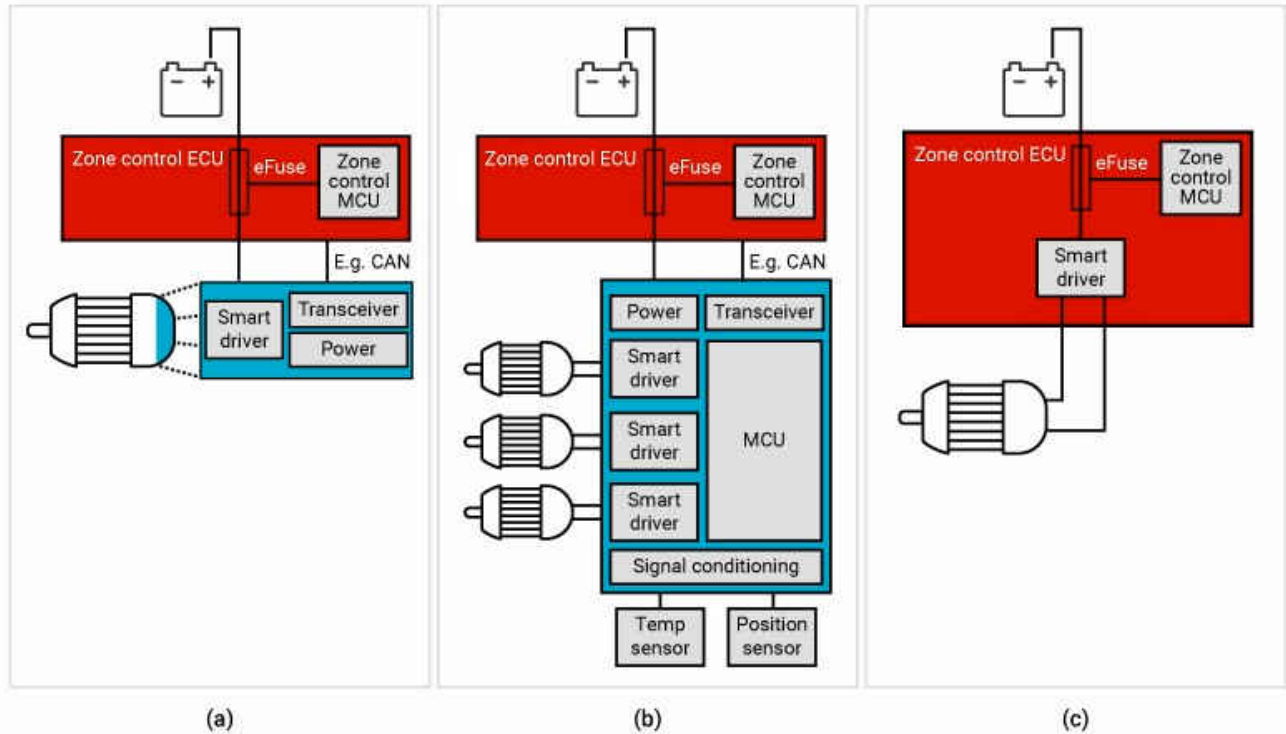 − +
Zone control ECU
eFuse
Zone
control
MCU
E.g. CAN
Smart
driver
Transceiver
Power
(a)
− +
Zone control ECU
eFuse
Zone
control
MCU
E.g. CAN
Power
Transceiver
Smart
driver
Smart
driver
Smart
driver
MCU
Signal conditioning
Temp
sensor
Position
sensor
(b)
− +
Zone control ECU
eFuse
Zone
control
MCU
Smart
driver
(c)